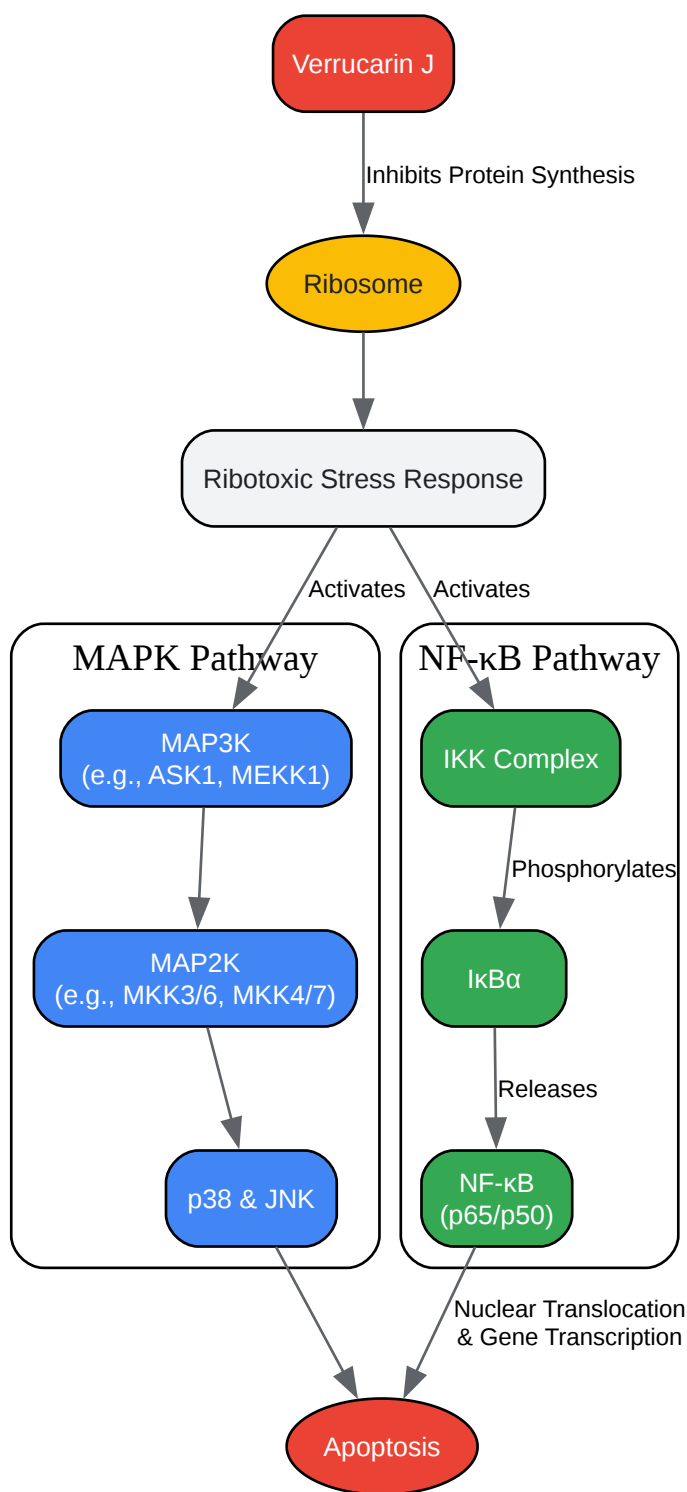 Verrucarin J
Inhibits Protein Synthesis
Ribosome
Ribotoxic Stress Response
Activates
Activates
MAPK Pathway
NF-κB Pathway
MAP3K
(e.g., ASK1, MEKK1)
IKK Complex
Phosphorylates
MAP2K
(e.g., MKK3/6, MKK4/7)
IκBα
Releases
p38 & JNK
NF-κB
(p65/p50)
Nuclear Translocation
& Gene Transcription
Apoptosis